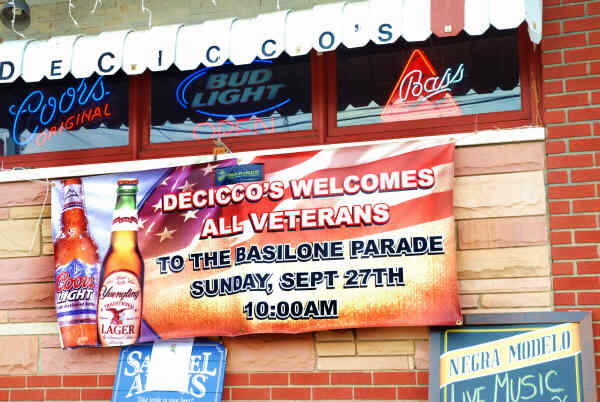 DECICCO'S
Coors
ORIGINAL
BUD
LIGHT
OPEN
Bass
DECICCO'S WELCOMES
ALL VETERANS
TO THE BASILONE PARADE
SUNDAY, SEPT 27TH
10:00AM
Coors
LIGHT
Yuengling
TRADITIONAL
LAGER
SAMUEL
ADAMS
NEGRA MODELO
LIVE MUSIC